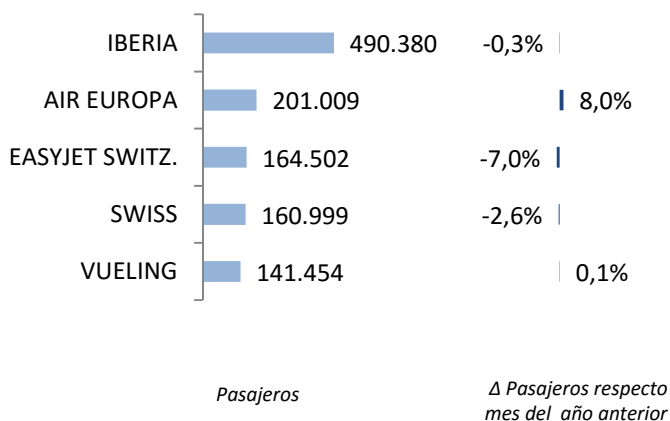 IBERIA 490.380 -0,3%
AIR EUROPA 201.009 8,0%
EASYJET SWITZ. 164.502 -7,0%
SWISS 160.999 -2,6%
VUELING 141.454 0,1%
Pasajeros
Δ Pasajeros respecto
mes del año anterior